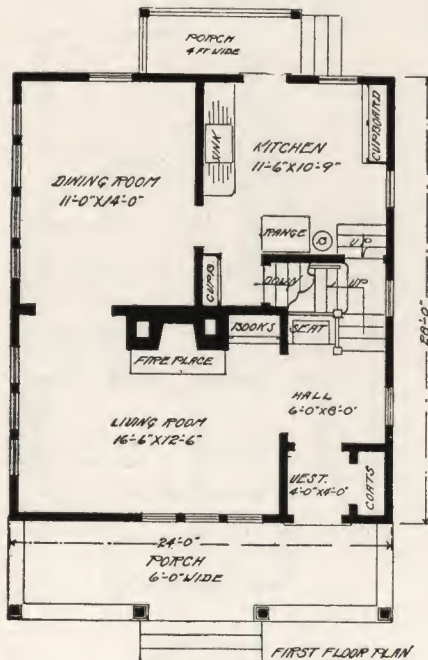 PORCH
4 FT WIDE
KITCHEN
11'-6"X10'-9"
CUPBOARD
SINK
DINING ROOM
11'-0"X14'-0"
RANGE
UP
CUPB.
DOWN
UP
BOOKS
SEAT
FIRE PLACE
28'-0"
HALL
6'-0"X8'-0"
LIVING ROOM
16'-6"X12'-6"
VEST.
4'-0"X4'-0"
COATS
24'-0"
PORCH
6'-0" WIDE
FIRST FLOOR PLAN